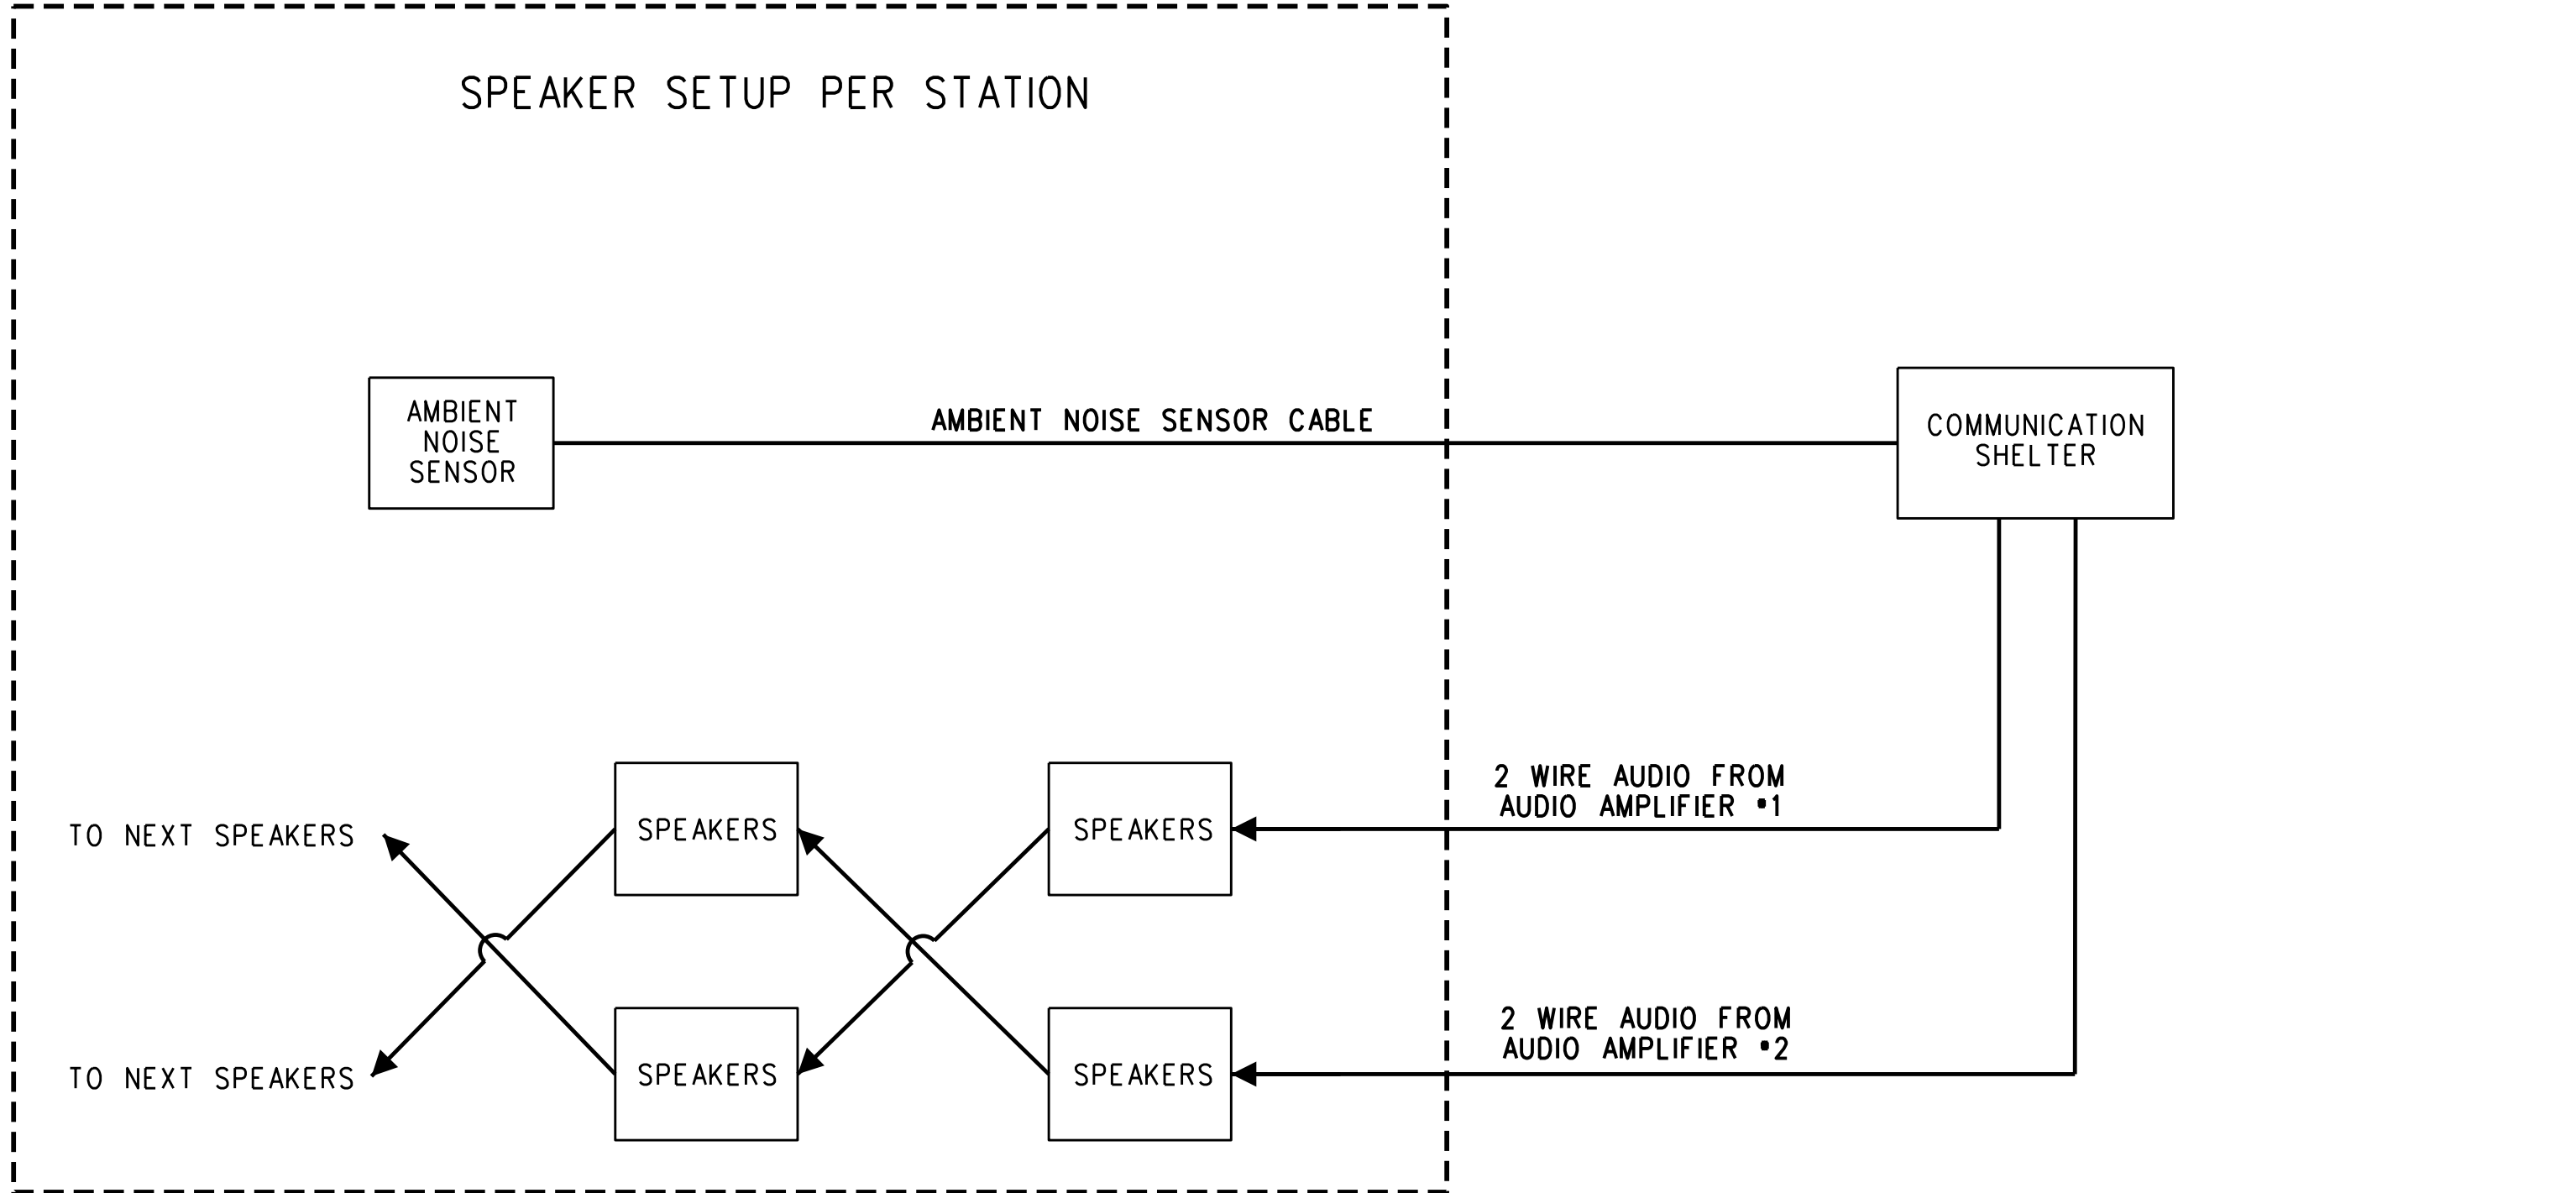 SPEAKER SETUP PER STATION
AMBIENT
NOISE
SENSOR
AMBIENT NOISE SENSOR CABLE
COMMUNICATION
SHELTER
2 WIRE AUDIO FROM
AUDIO AMPLIFIER #1
TO NEXT SPEAKERS
SPEAKERS
SPEAKERS
2 WIRE AUDIO FROM
AUDIO AMPLIFIER #2
TO NEXT SPEAKERS
SPEAKERS
SPEAKERS